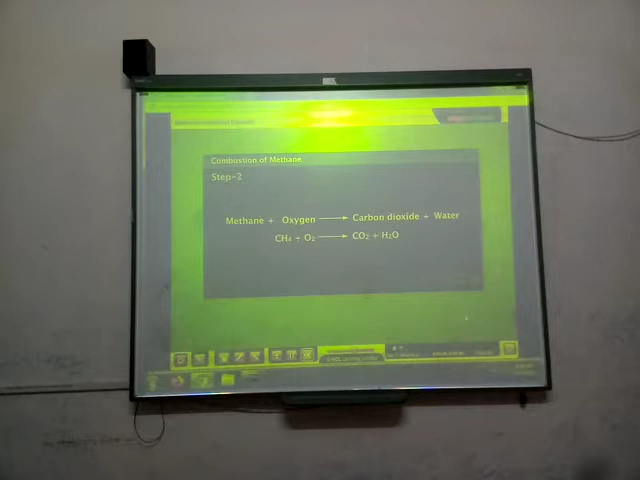 Combustion of Methane
Step-2
Methane + Oxygen ⟶ Carbon dioxide + Water
CH₄ + O₂ ⟶ CO₂ + H₂O